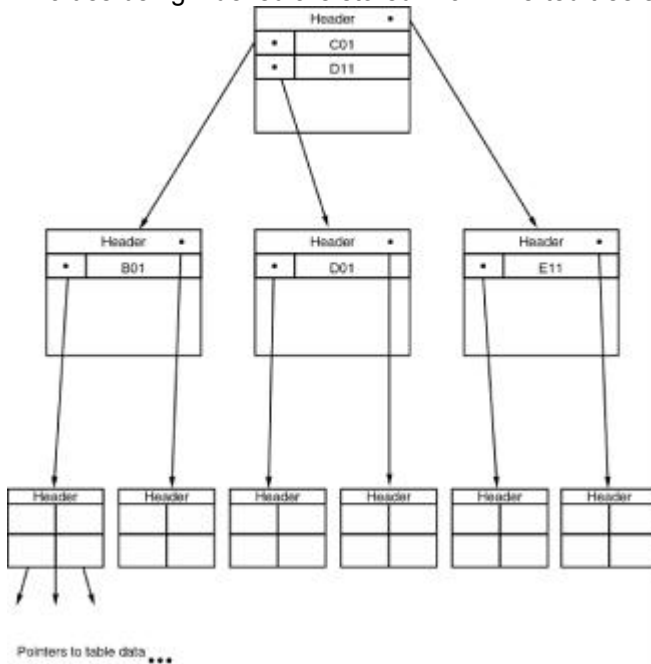 Header
C01
D11
Header
B01
Header
D01
Header
E11
Header
Header
Header
Header
Header
Header
Pointers to table data